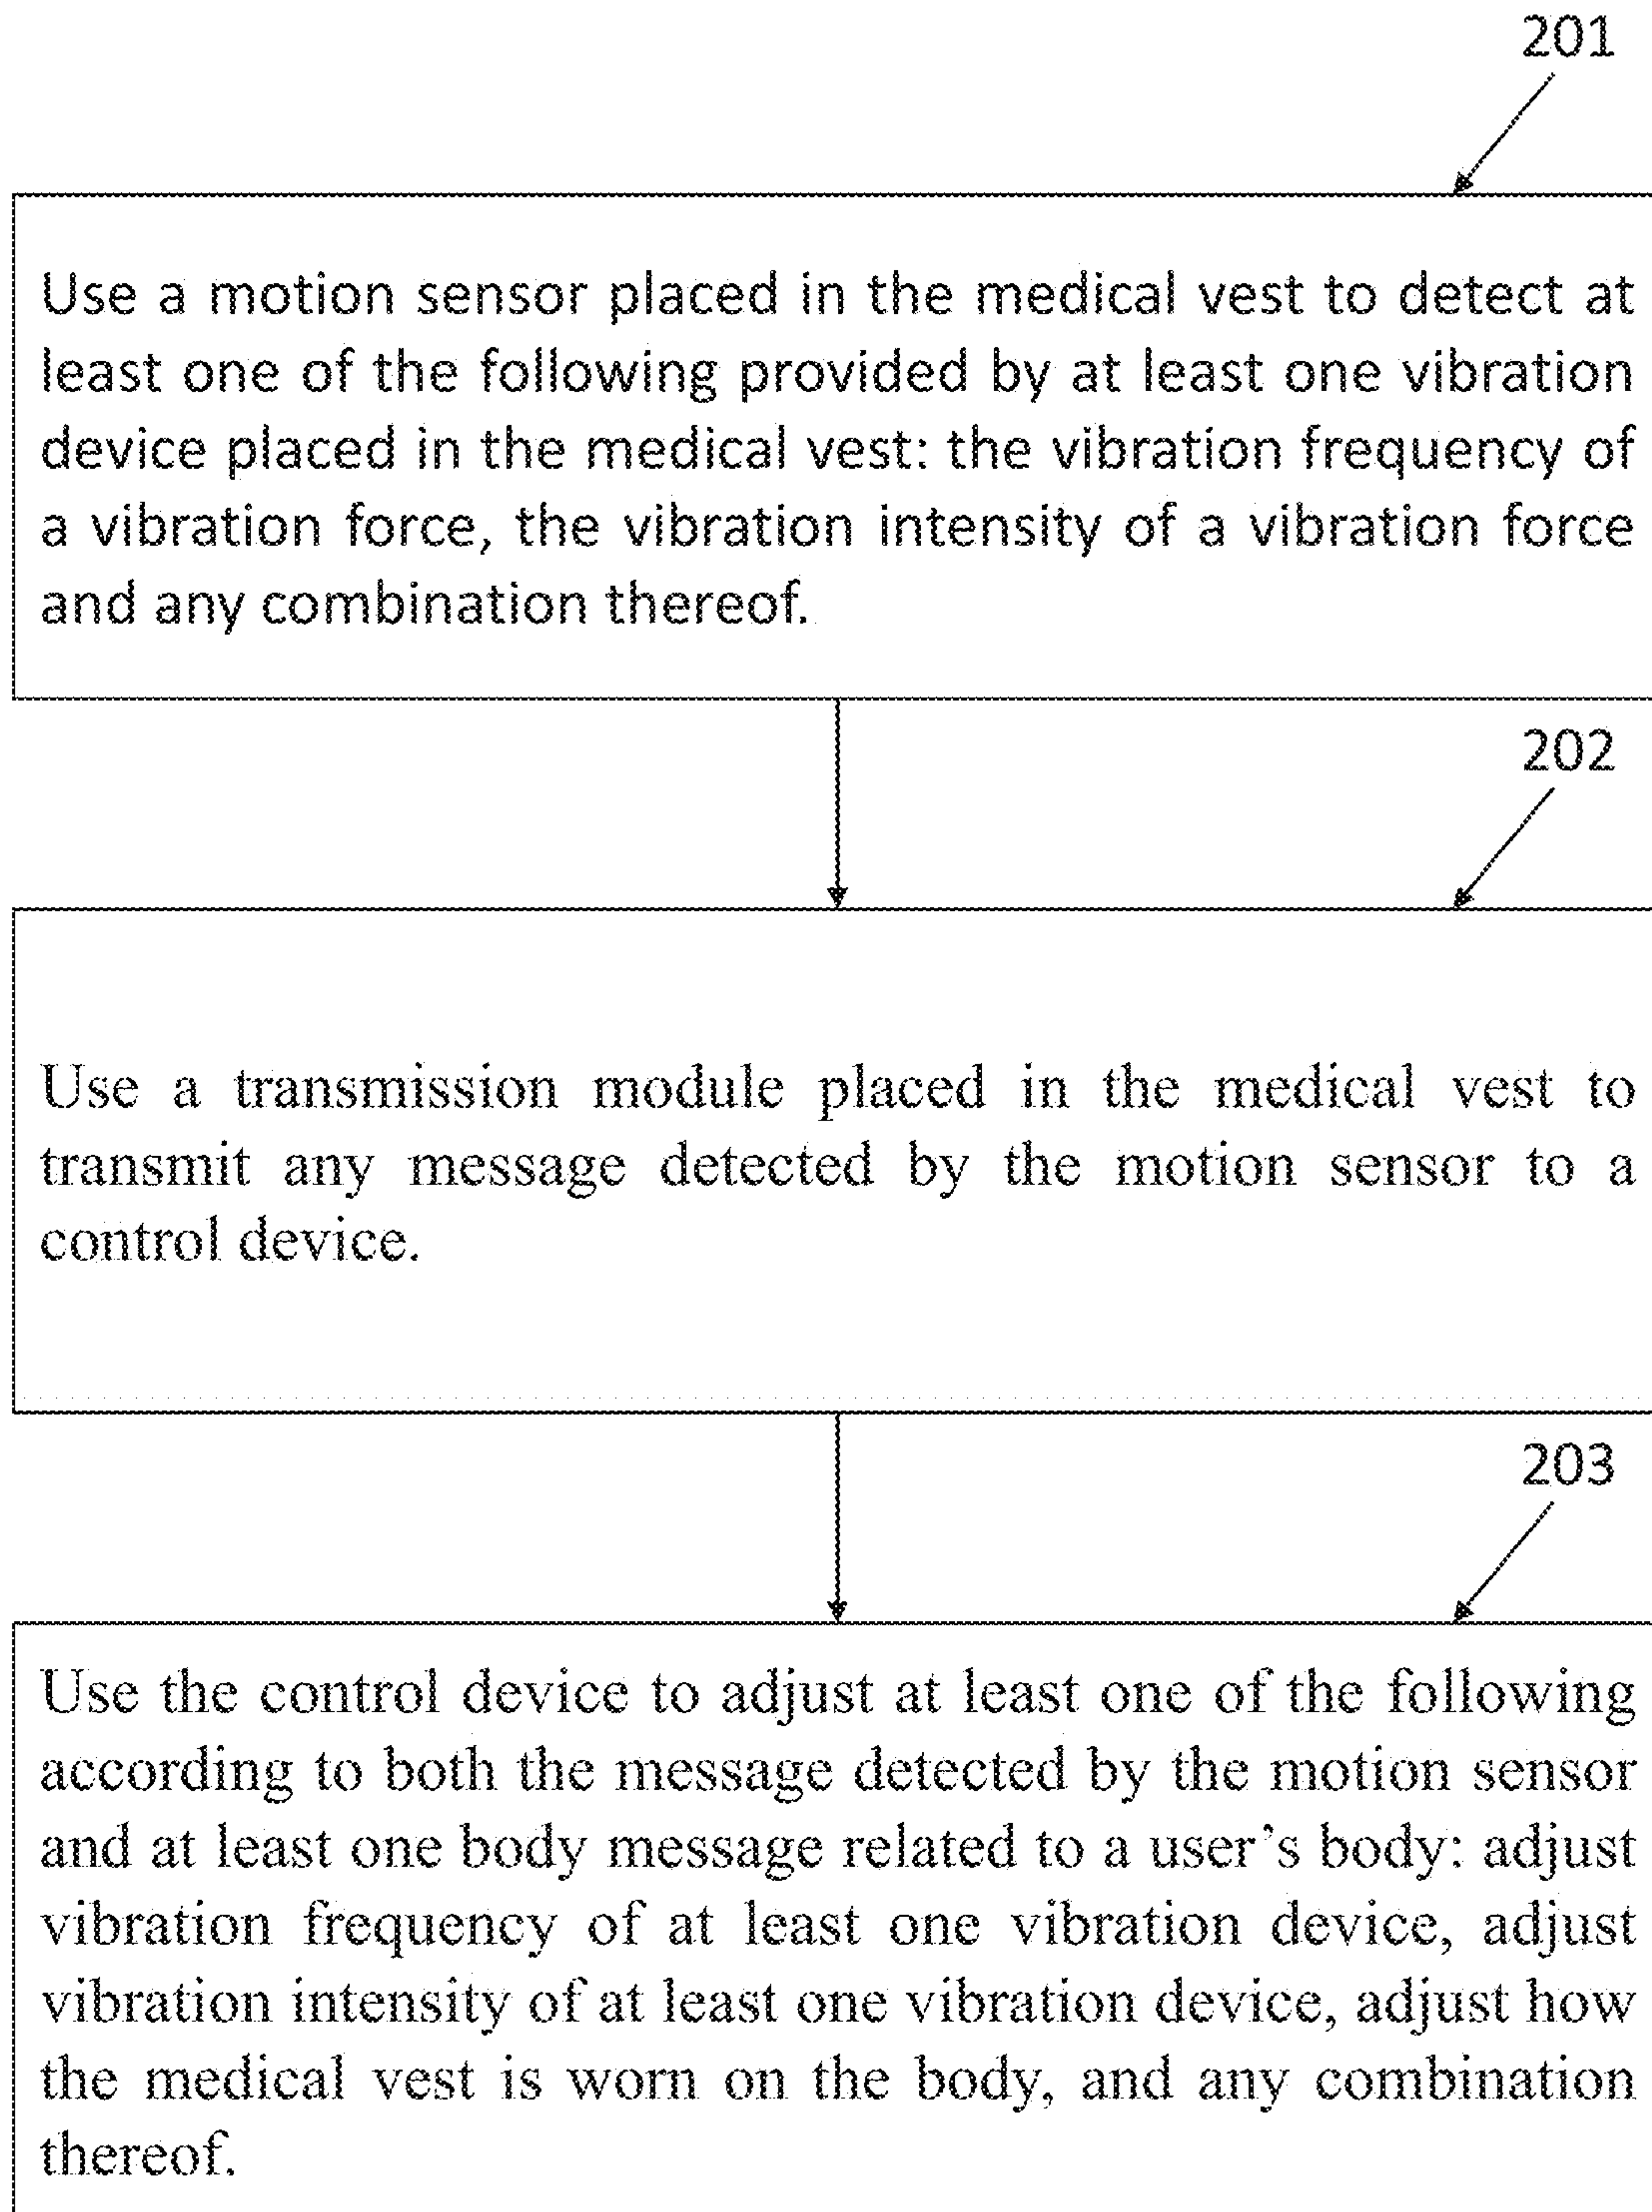 201
Use a motion sensor placed in the medical vest to detect at
least one of the following provided by at least one vibration
device placed in the medical vest: the vibration frequency of
a vibration force, the vibration intensity of a vibration force
and any combination thereof.
202
Use a transmission module placed in the medical vest to
transmit any message detected by the motion sensor to a
control device.
203
Use the control device to adjust at least one of the following
according to both the message detected by the motion sensor
and at least one body message related to a user’s body: adjust
vibration frequency of at least one vibration device, adjust
vibration intensity of at least one vibration device, adjust how
the medical vest is worn on the body, and any combination
thereof.